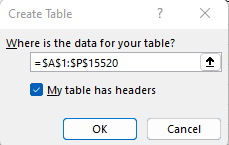 Create Table
Where is the data for your table?
=$A$1:$P$15520
My table has headers
OK
Cancel